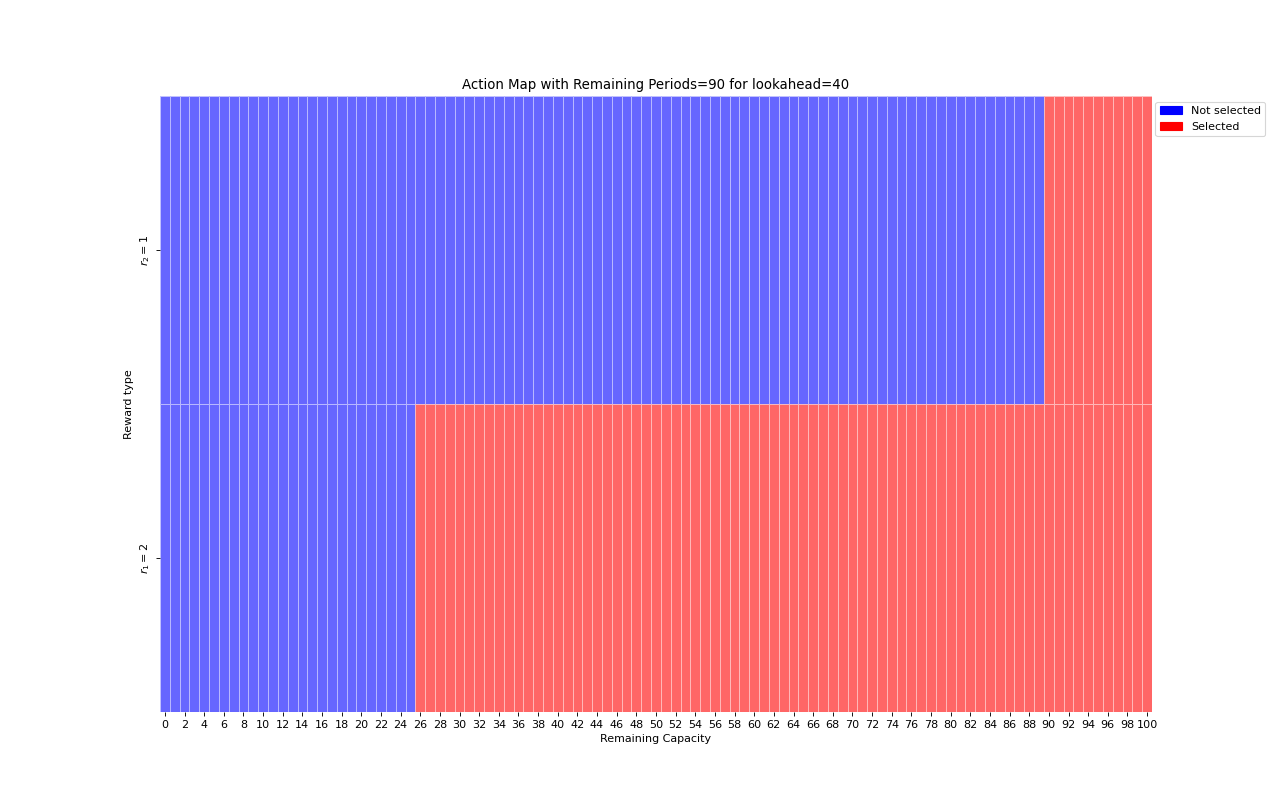 Action Map with Remaining Periods=90 for lookahead=40
Not selected
Selected
r₂ = 1
Reward type
r₁ = 2
0 2 4 6 8 10 12 14 16 18 20 22 24 26 28 30 32 34 36 38 40 42 44 46 48 50 52 54 56 58 60 62 64 66 68 70 72 74 76 78 80 82 84 86 88 90 92 94 96 98 100
Remaining Capacity